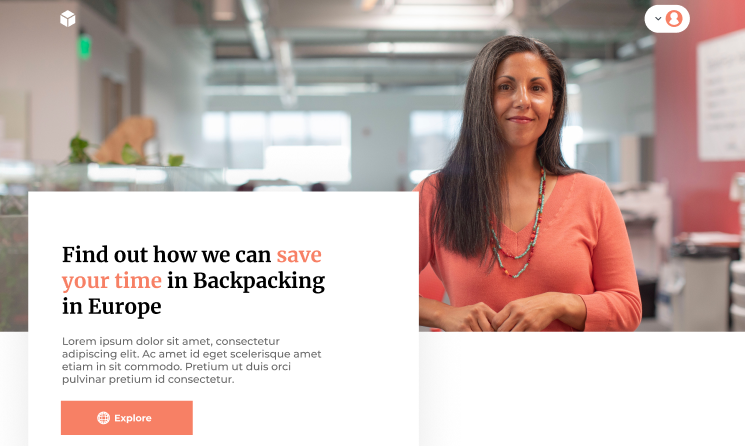 Find out how we can save
your time in Backpacking
in Europe
Lorem ipsum dolor sit amet, consectetur
adipiscing elit. Ac amet id eget scelerisque amet
etiam in sit commodo. Pretium ut duis orci
pulvinar pretium id consectetur.
Explore